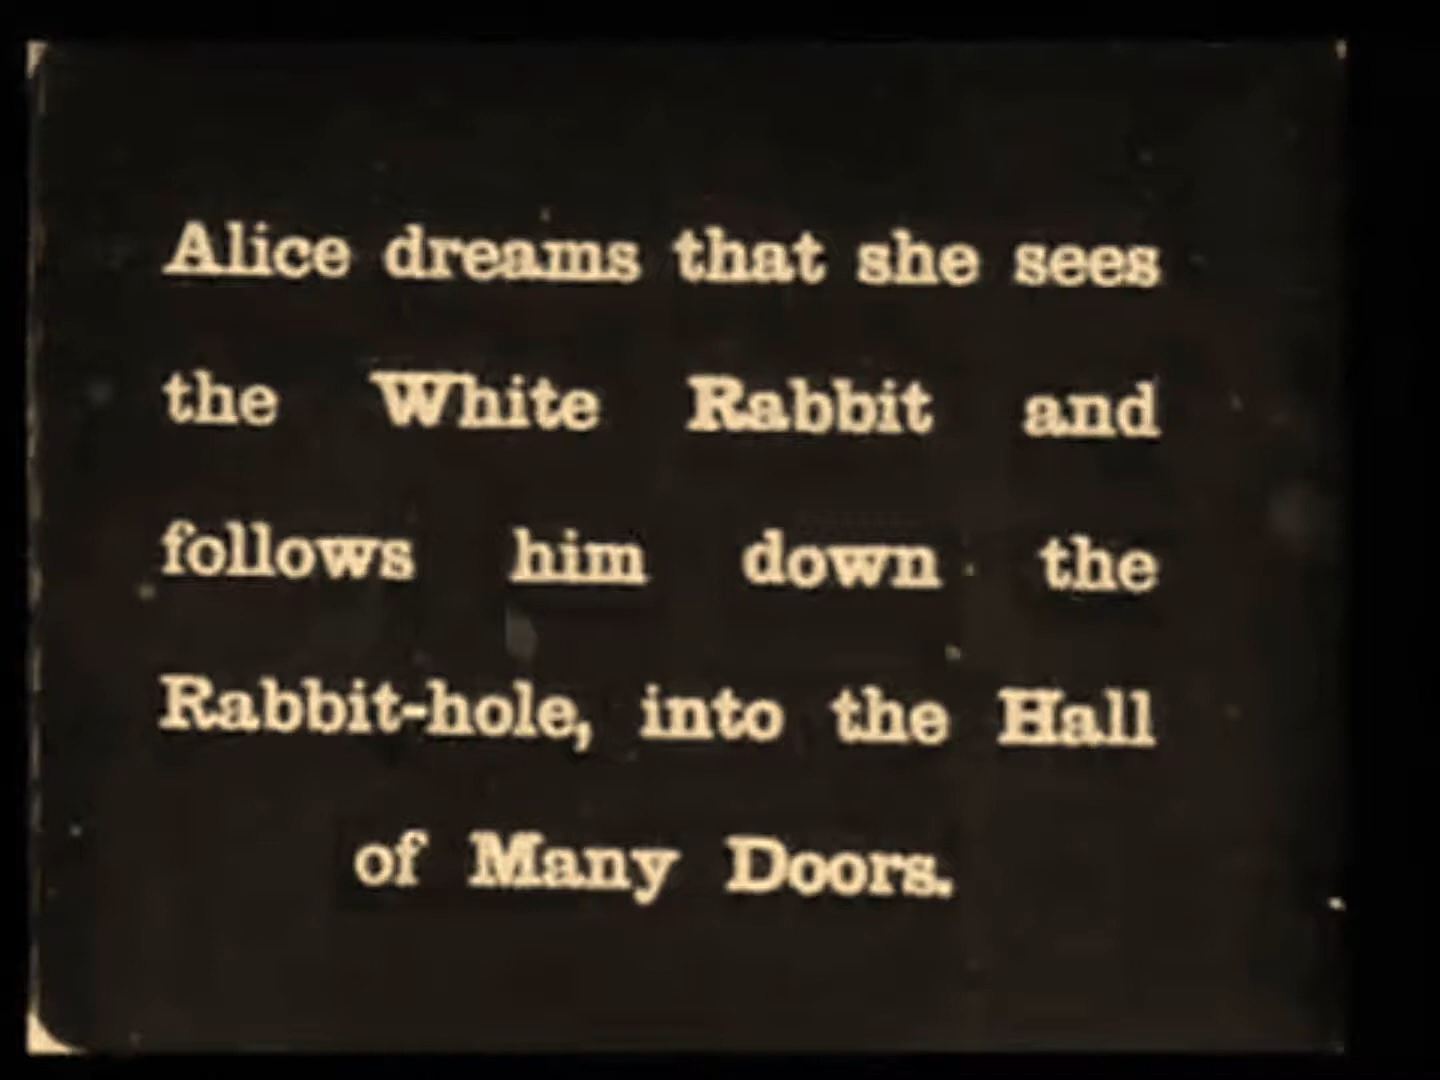 Alice dreams that she sees
the White Rabbit and
follows him down the
Rabbit-hole, into the Hall
of Many Doors.